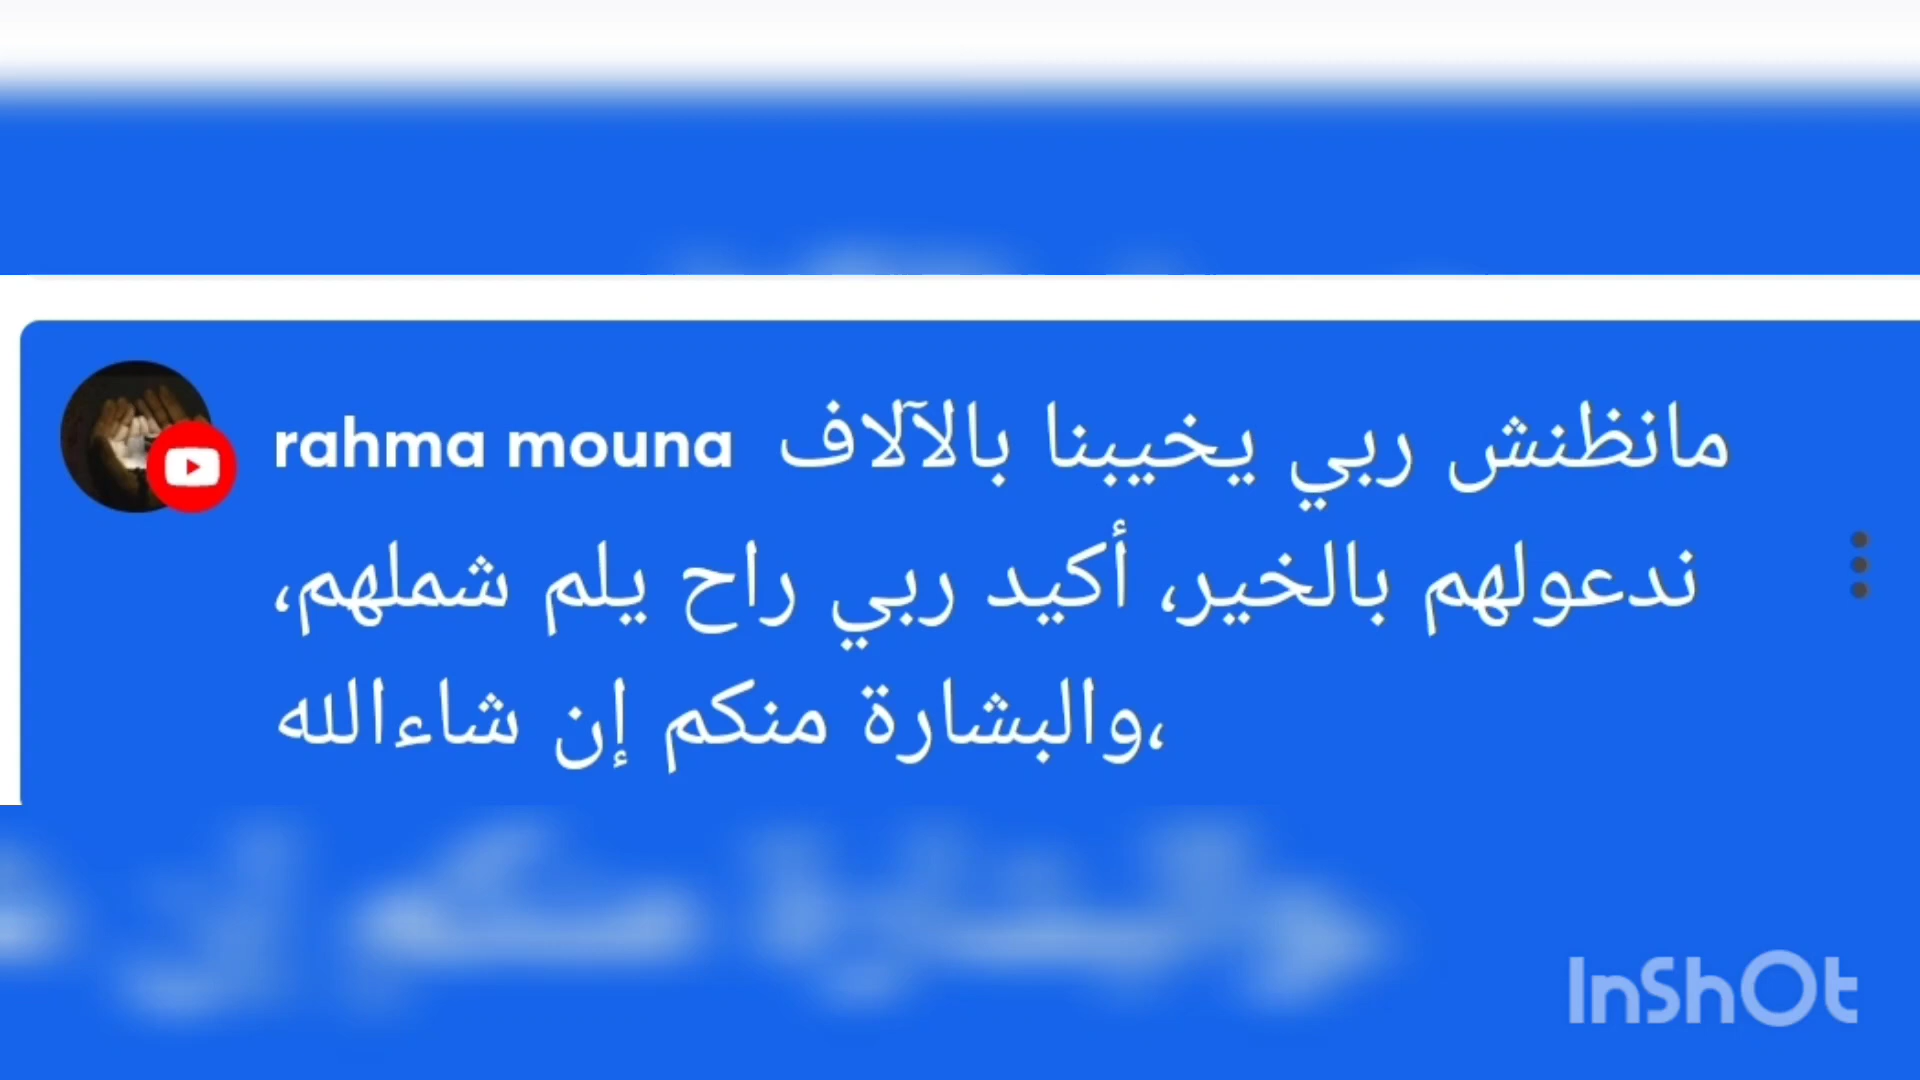 rahma mouna مانظنش ربي يخيبنا بالآلاف
ندعولهم بالخير، أكيد ربي راح يلم شملهم،
،والبشارة منكم إن شاءالله
InShOt